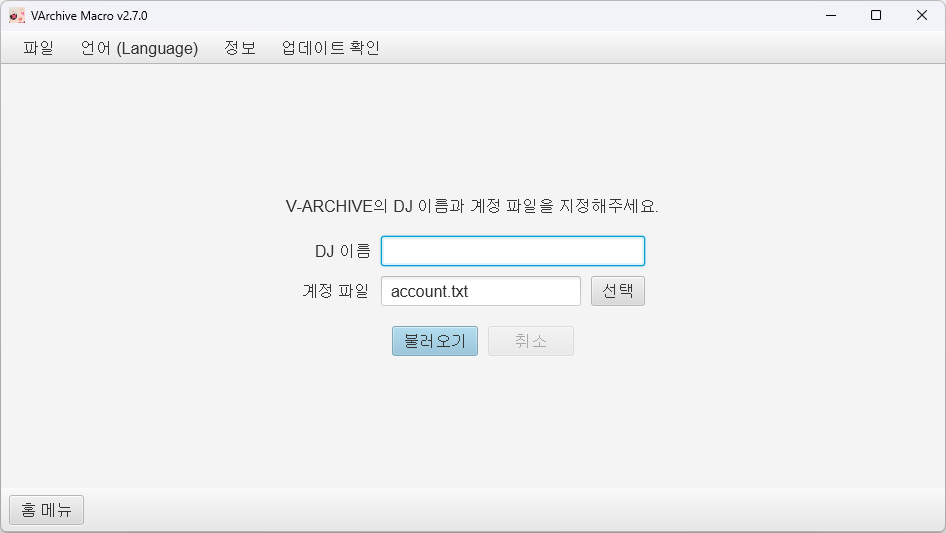 VArchive Macro v2.7.0
파일 언어 (Language) 정보 업데이트 확인
V-ARCHIVE의 DJ 이름과 계정 파일을 지정해주세요.
DJ 이름
계정 파일 account.txt 선택
불러오기 취소
홈 메뉴